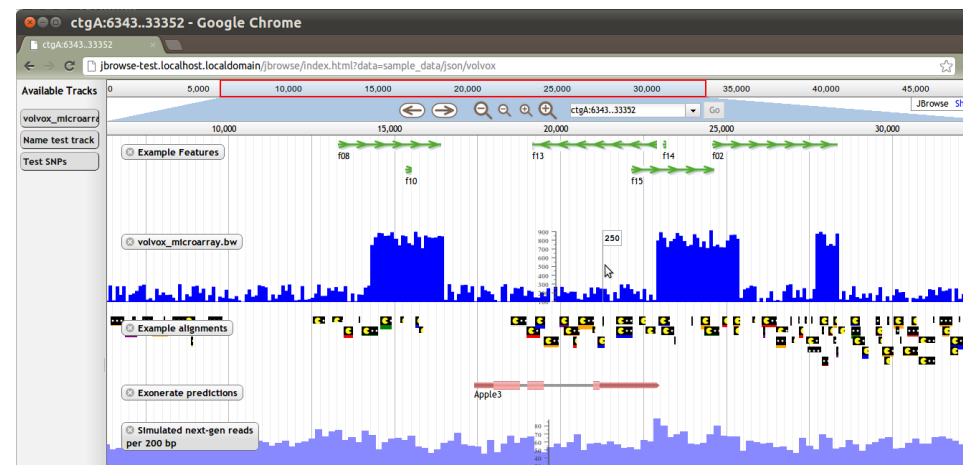 ctgA:6343..33352 - Google Chrome
ctgA:6343..33352
jbrowse-test.localhost.localdomain/jbrowse/index.html?data=sample_data/json/volvox
Available Tracks
0 5,000 10,000 15,000 20,000 25,000 30,000 35,000 40,000 45,000
ctgA:6343..33352 Go JBrowse Sh
volvox_microarra
10,000 15,000 20,000 25,000 30,000
Name test track
Example Features
f08 f13 f14 f02
Test SNPs
f10 f15
volvox_microarray.bw
250
900
800
700
600
500
400
300
Example alignments
Exonerate predictions
Apple3
Simulated next-gen reads
per 200 bp
80
70
60
50
40